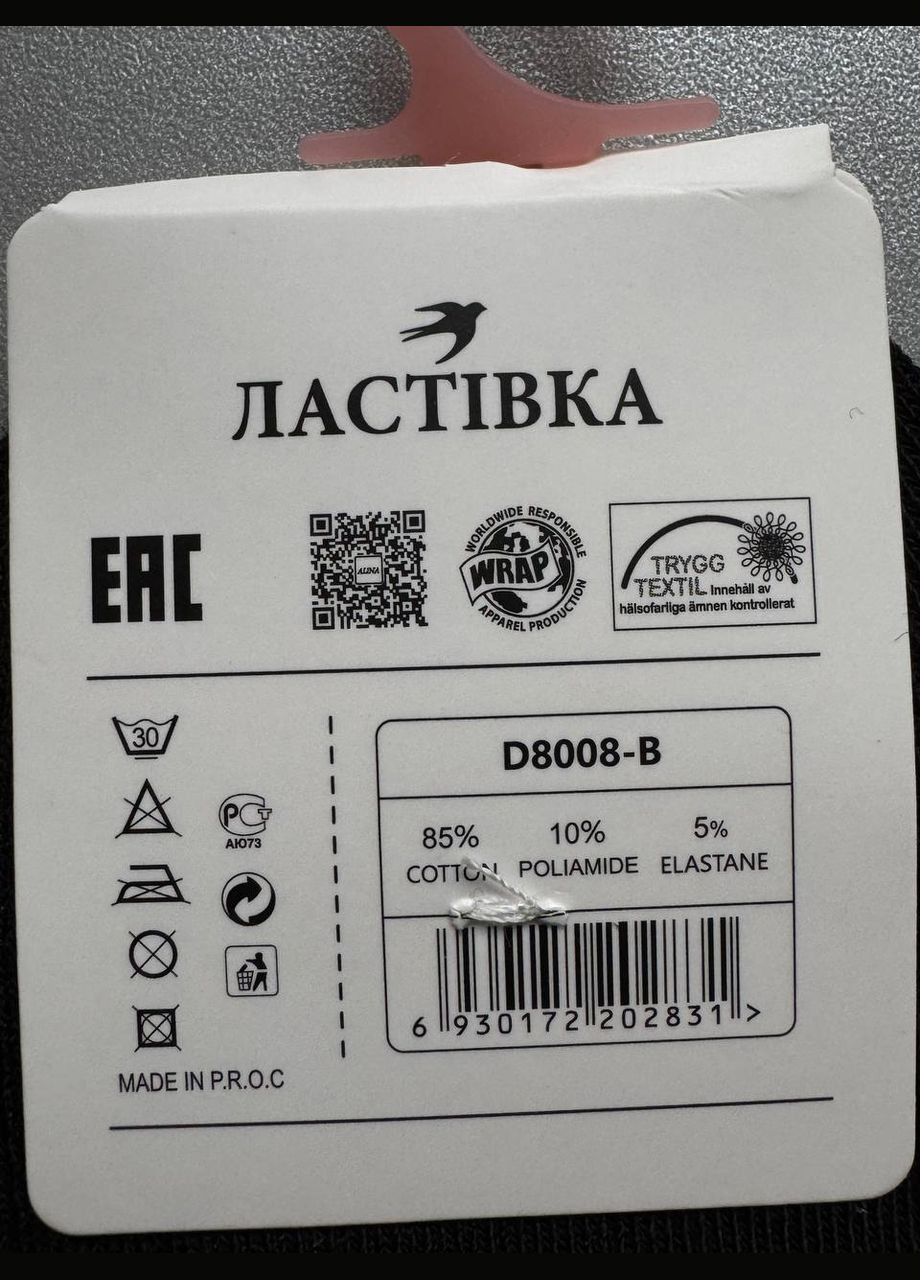 ЛАСТІВКА
EAC
ALINA
WORLDWIDE RESPONSIBLE
WRAP
APPAREL PRODUCTION
TRYGG
TEXTIL Innehåll av
hälsofarliga ämnen kontrollerat
30
РСТ
АЮ73
MADE IN P.R.O.C
D8008-B
85% 10% 5%
COTTON POLIAMIDE ELASTANE
6 930172 202831 >